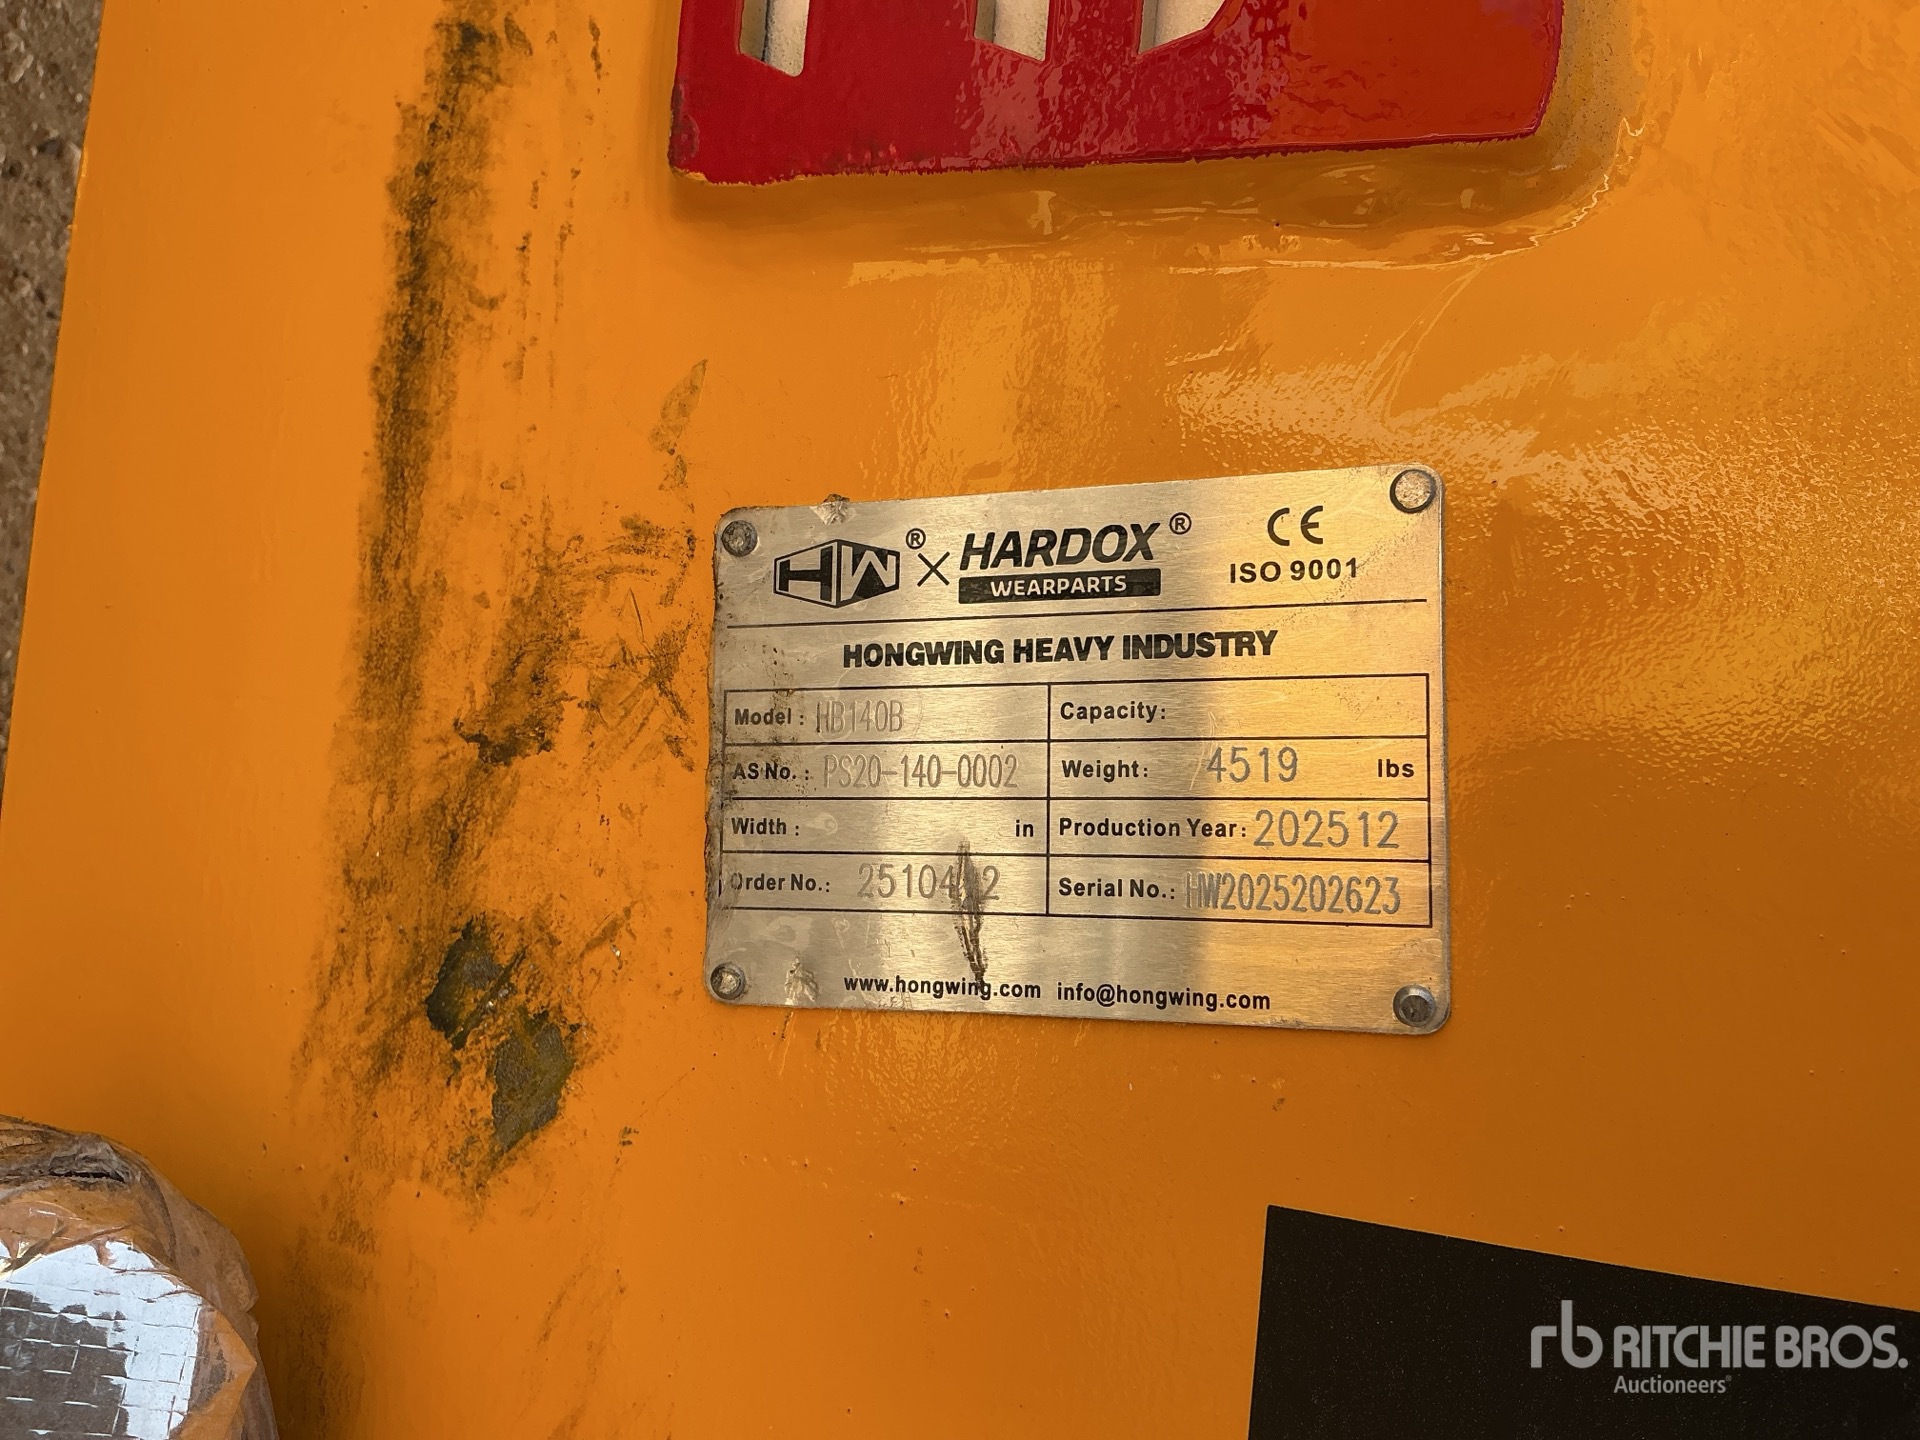 HW® × HARDOX® CE
WEARPARTS ISO 9001
HONGWING HEAVY INDUSTRY
Model: HB140B Capacity:
AS No.: PS20-140-0002 Weight: 4519 lbs
Width: in Production Year: 202512
Order No.: Serial No.: HW2025202623
www.hongwing.com info@hongwing.com
rb RITCHIE BROS.
Auctioneers®